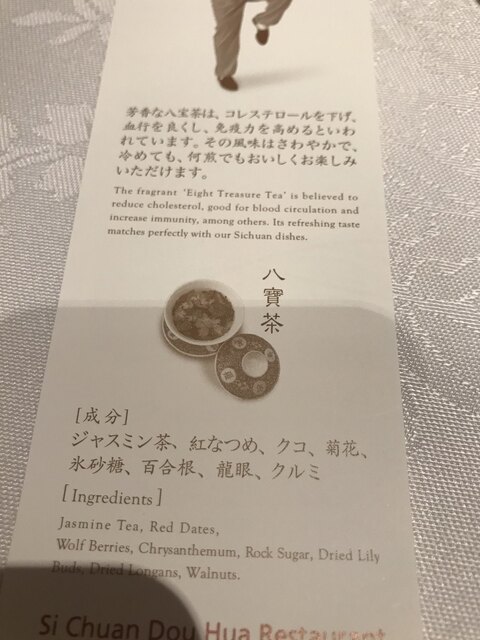 芳香な八宝茶は、コレステロールを下げ、
血行を良くし、免疫力を高めるといわ
れています。その風味はさわやかで、
冷めても、何煎でもおいしくお楽しみ
いただけます。
The fragrant 'Eight Treasure Tea' is believed to
reduce cholesterol, good for blood circulation and
increase immunity, among others. Its refreshing taste
matches perfectly with our Sichuan dishes.
八寶茶
[成分]
ジャスミン茶、紅なつめ、クコ、菊花、
氷砂糖、百合根、龍眼、クルミ
[Ingredients]
Jasmine Tea, Red Dates,
Wolf Berries, Chrysanthemum, Rock Sugar, Dried Lily
Buds, Dried Longans, Walnuts.
Si Chuan Dou Hua Restaurant